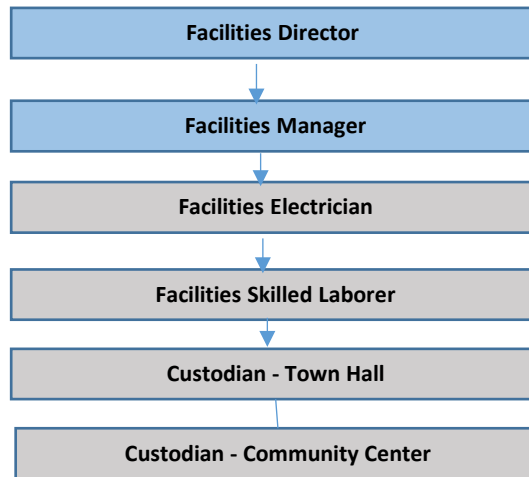 Facilities Director
Facilities Manager
Facilities Electrician
Facilities Skilled Laborer
Custodian - Town Hall
Custodian - Community Center